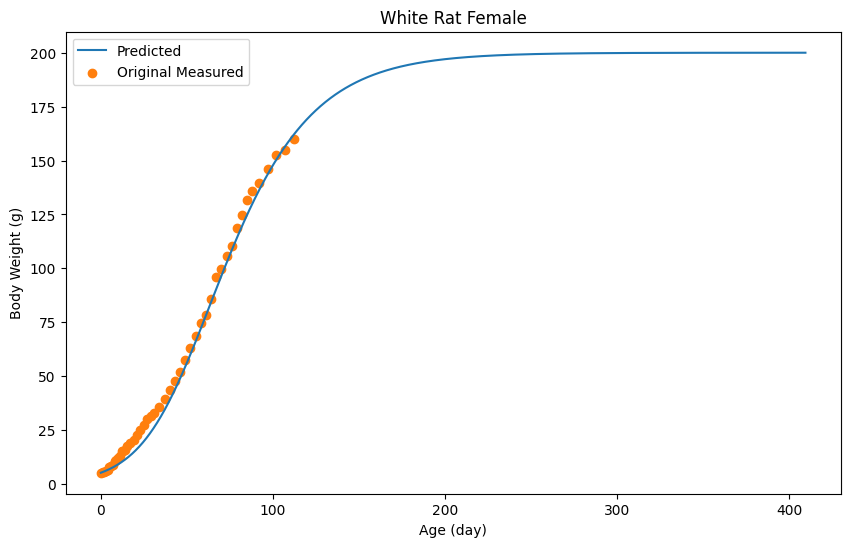 White Rat Female
Predicted
Original Measured
200
175
150
125
100
75
50
25
0
Body Weight (g)
0 100 200 300 400
Age (day)